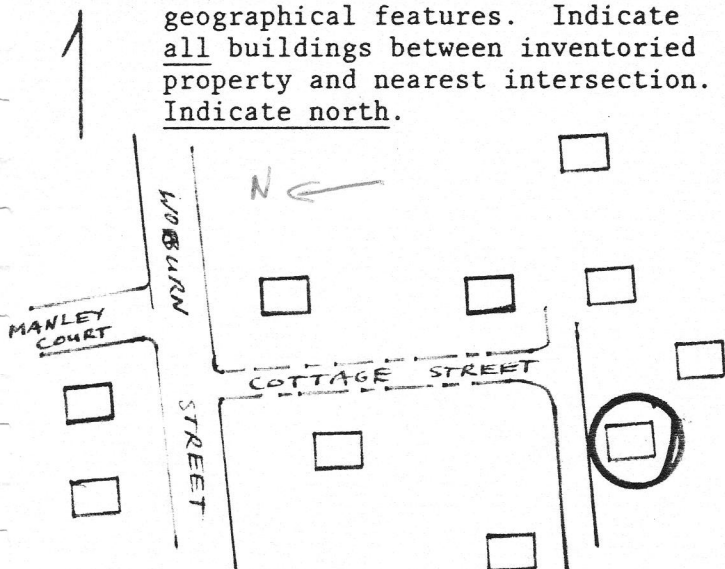 geographical features. Indicate
all buildings between inventoried
property and nearest intersection.
Indicate north.
N
WOBURN
MANLEY
COURT
COTTAGE STREET
STREET